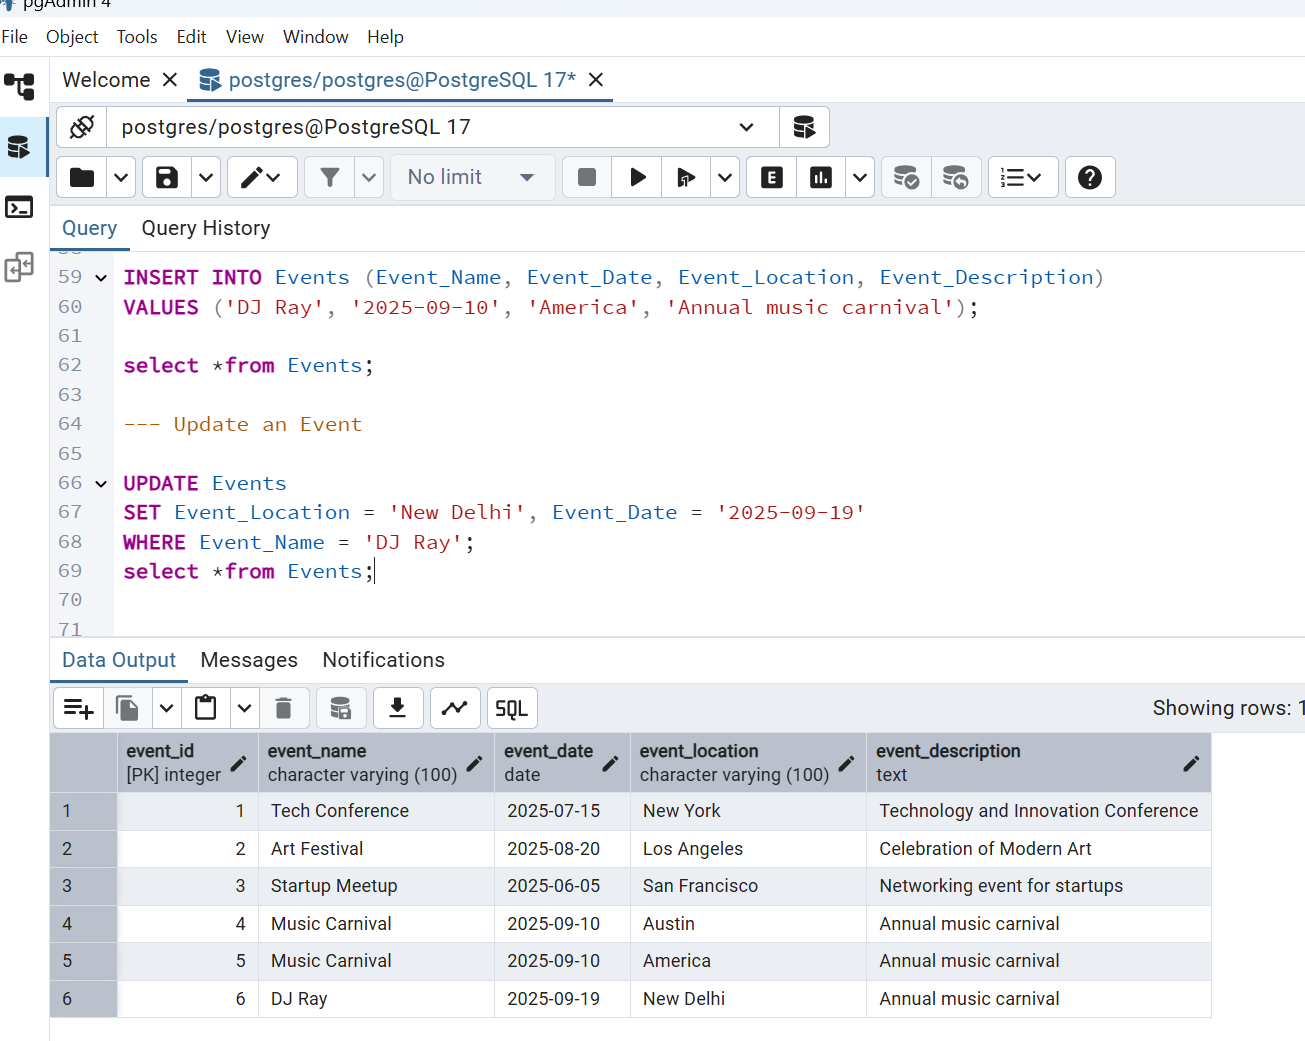 pgAdmin 4
File Object Tools Edit View Window Help
Welcome postgres/postgres@PostgreSQL 17*
postgres/postgres@PostgreSQL 17
No limit E
Query Query History
59 INSERT INTO Events (Event_Name, Event_Date, Event_Location, Event_Description)
60 VALUES ('DJ Ray', '2025-09-10', 'America', 'Annual music carnival');
61
62 select *from Events;
63
64 --- Update an Event
65
66 UPDATE Events
67 SET Event_Location = 'New Delhi', Event_Date = '2025-09-19'
68 WHERE Event_Name = 'DJ Ray';
69 select *from Events;
70
71
Data Output Messages Notifications
SQL Showing rows: 1
event_id event_name event_date event_location event_description
[PK] integer character varying (100) date character varying (100) text
1 1 Tech Conference 2025-07-15 New York Technology and Innovation Conference
2 2 Art Festival 2025-08-20 Los Angeles Celebration of Modern Art
3 3 Startup Meetup 2025-06-05 San Francisco Networking event for startups
4 4 Music Carnival 2025-09-10 Austin Annual music carnival
5 5 Music Carnival 2025-09-10 America Annual music carnival
6 6 DJ Ray 2025-09-19 New Delhi Annual music carnival